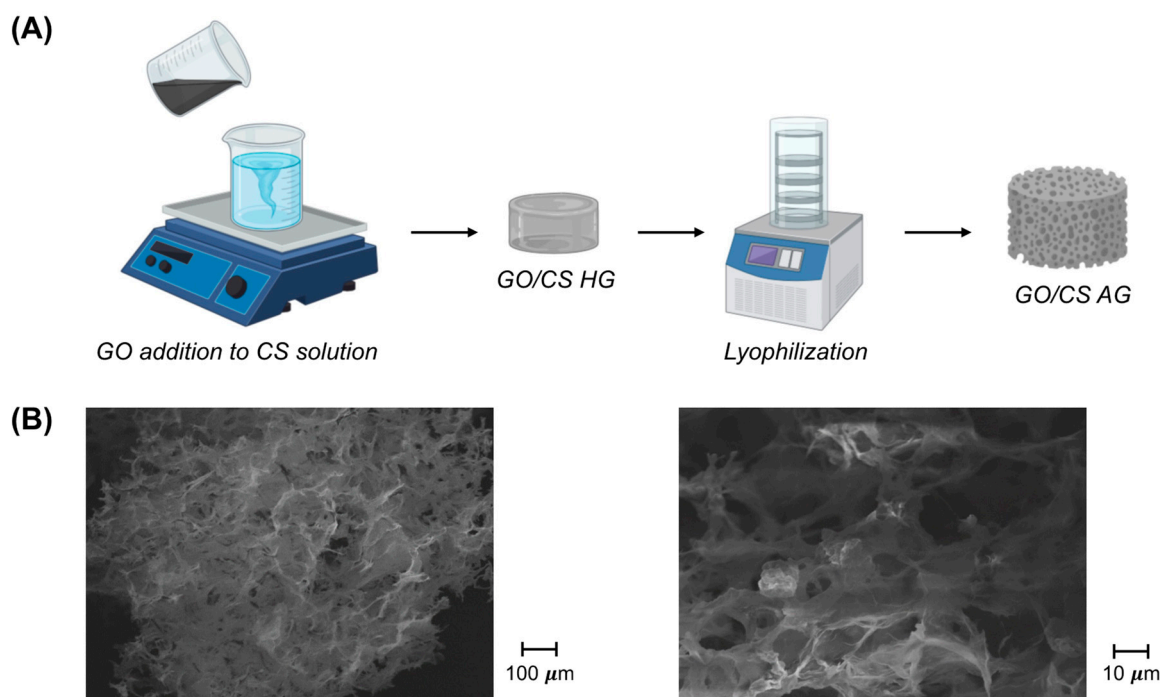 (A)
GO addition to CS solution
GO/CS HG
Lyophilization
GO/CS AG
(B)
100 μm
10 μm